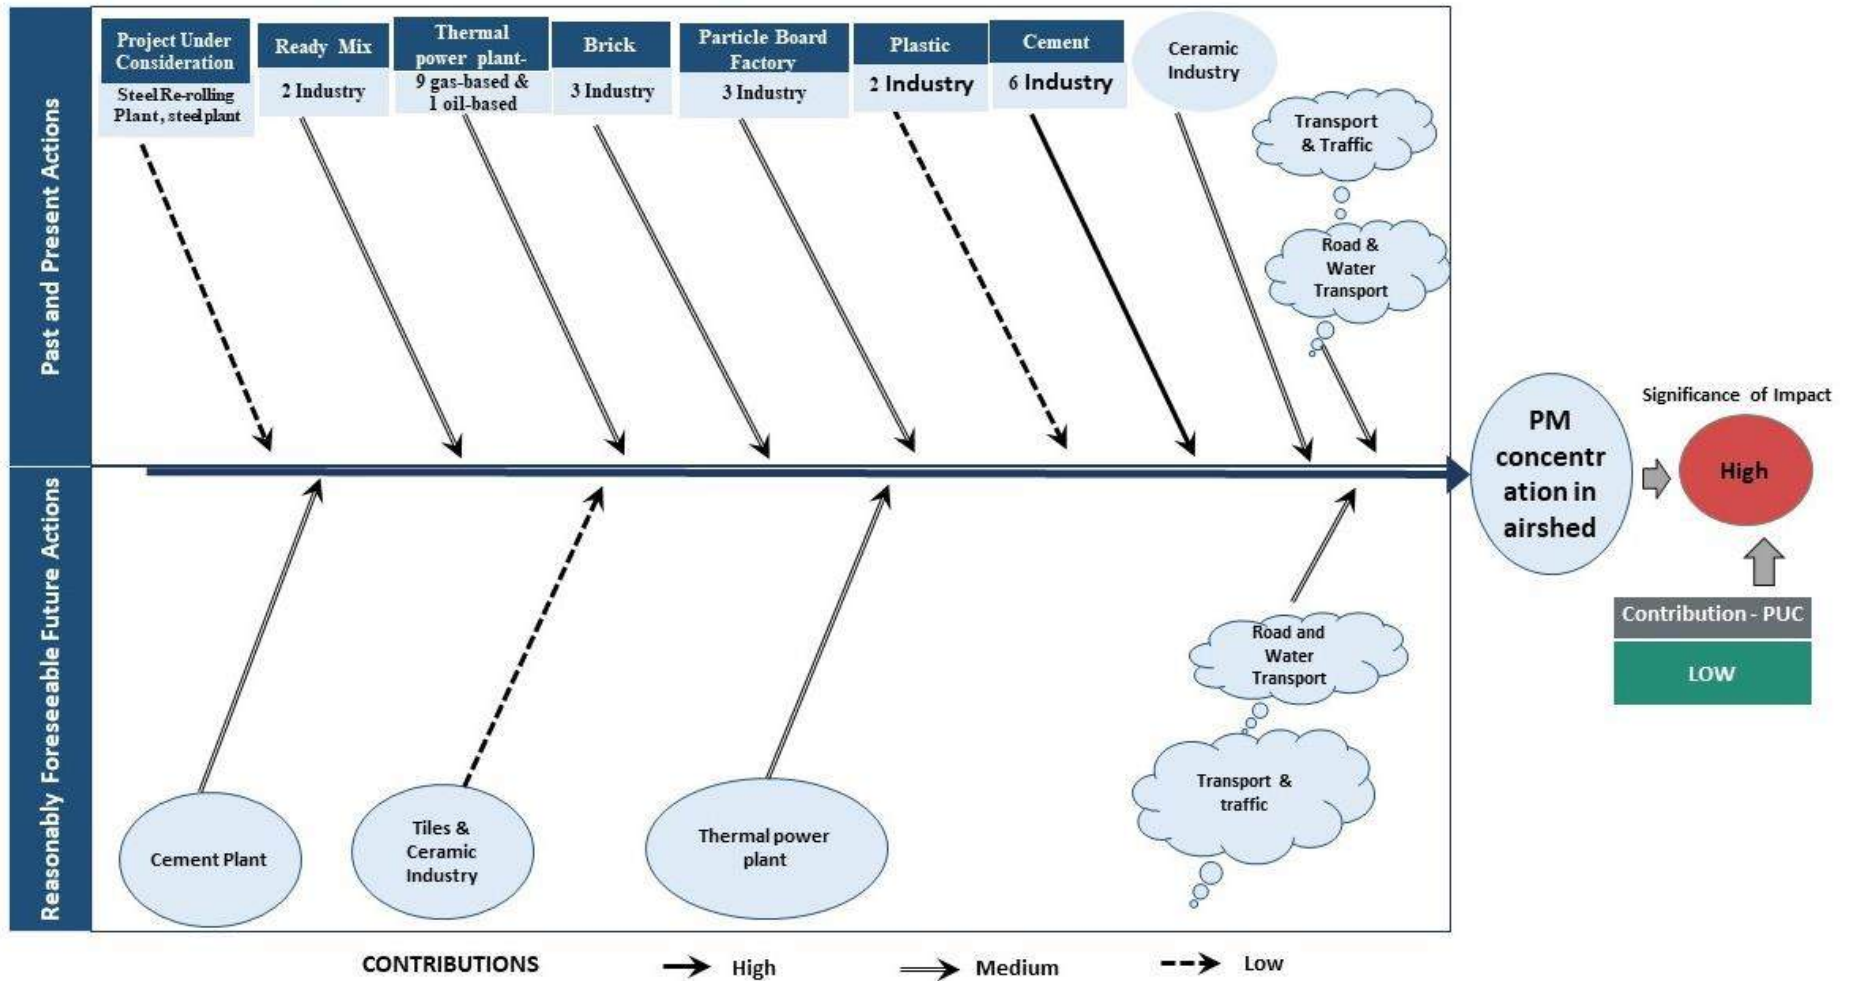 Past and Present Actions
Project Under
Consideration
Steel Re-rolling
Plant, steel plant
Ready Mix
2 Industry
Thermal
power plant-
9 gas-based &
1 oil-based
Brick
3 Industry
Particle Board
Factory
3 Industry
Plastic
2 Industry
Cement
6 Industry
Ceramic
Industry
Transport
& Traffic
Road &
Water
Transport
PM
concentr
ation in
airshed
Significance of Impact
High
Contribution - PUC
LOW
Reasonably Foreseeable Future Actions
Cement Plant
Tiles &
Ceramic
Industry
Thermal power
plant
Road and
Water
Transport
Transport &
traffic
CONTRIBUTIONS
High
Medium
Low